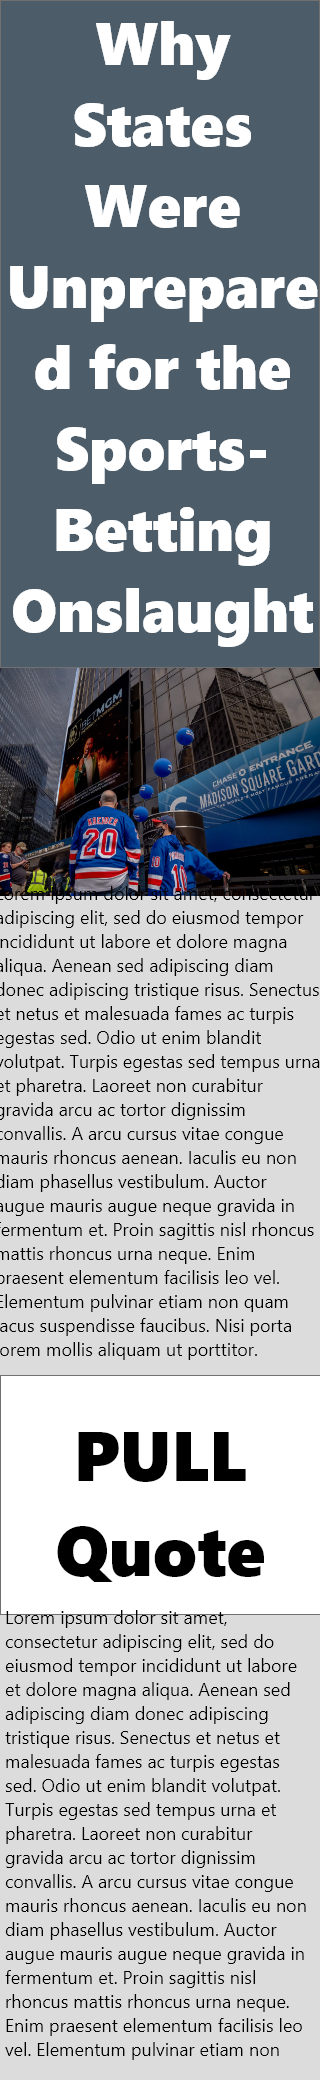 Why
States
Were
Unprepare
d for the
Sports-
Betting
Onslaught
BETMGM
CHASE ENTRANCE
MADISON SQUARE GARD
20
10
Lorem ipsum dolor sit amet, consectetur
adipiscing elit, sed do eiusmod tempor
incididunt ut labore et dolore magna
aliqua. Aenean sed adipiscing diam
donec adipiscing tristique risus. Senectus
et netus et malesuada fames ac turpis
egestas sed. Odio ut enim blandit
volutpat. Turpis egestas sed tempus urna
et pharetra. Laoreet non curabitur
gravida arcu ac tortor dignissim
convallis. A arcu cursus vitae congue
mauris rhoncus aenean. Iaculis eu non
diam phasellus vestibulum. Auctor
augue mauris augue neque gravida in
fermentum et. Proin sagittis nisl rhoncus
mattis rhoncus urna neque. Enim
praesent elementum facilisis leo vel.
Elementum pulvinar etiam non quam
lacus suspendisse faucibus. Nisi porta
lorem mollis aliquam ut porttitor.
PULL
Quote
Lorem ipsum dolor sit amet,
consectetur adipiscing elit, sed do
eiusmod tempor incididunt ut labore
et dolore magna aliqua. Aenean sed
adipiscing diam donec adipiscing
tristique risus. Senectus et netus et
malesuada fames ac turpis egestas
sed. Odio ut enim blandit volutpat.
Turpis egestas sed tempus urna et
pharetra. Laoreet non curabitur
gravida arcu ac tortor dignissim
convallis. A arcu cursus vitae congue
mauris rhoncus aenean. Iaculis eu non
diam phasellus vestibulum. Auctor
augue mauris augue neque gravida in
fermentum et. Proin sagittis nisl
rhoncus mattis rhoncus urna neque.
Enim praesent elementum facilisis leo
vel. Elementum pulvinar etiam non